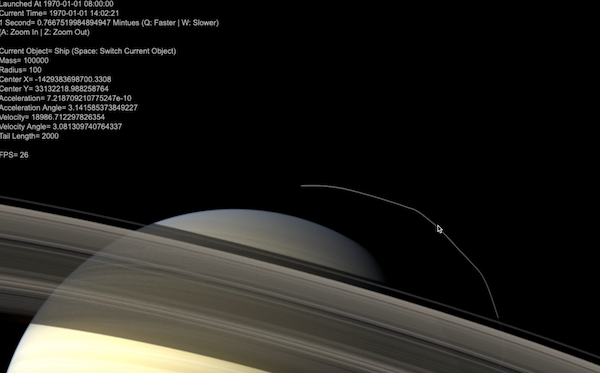 Launched At 1970-01-01 08:00:00
Current Time= 1970-01-01 14:02:21
1 Second= 0.7667519984894947 Mintues (Q: Faster | W: Slower)
(A: Zoom In | Z: Zoom Out)
Current Object= Ship (Space: Switch Current Object)
Mass= 100000
Radius= 100
Center X= -1429383698700.3308
Center Y= 33132218.988258764
Acceleration= 7.218709210775247e-10
Acceleration Angle= 3.141585373849227
Velocity= 18986.712297826354
Velocity Angle= 3.081309740764337
Tail Length= 2000
FPS= 26